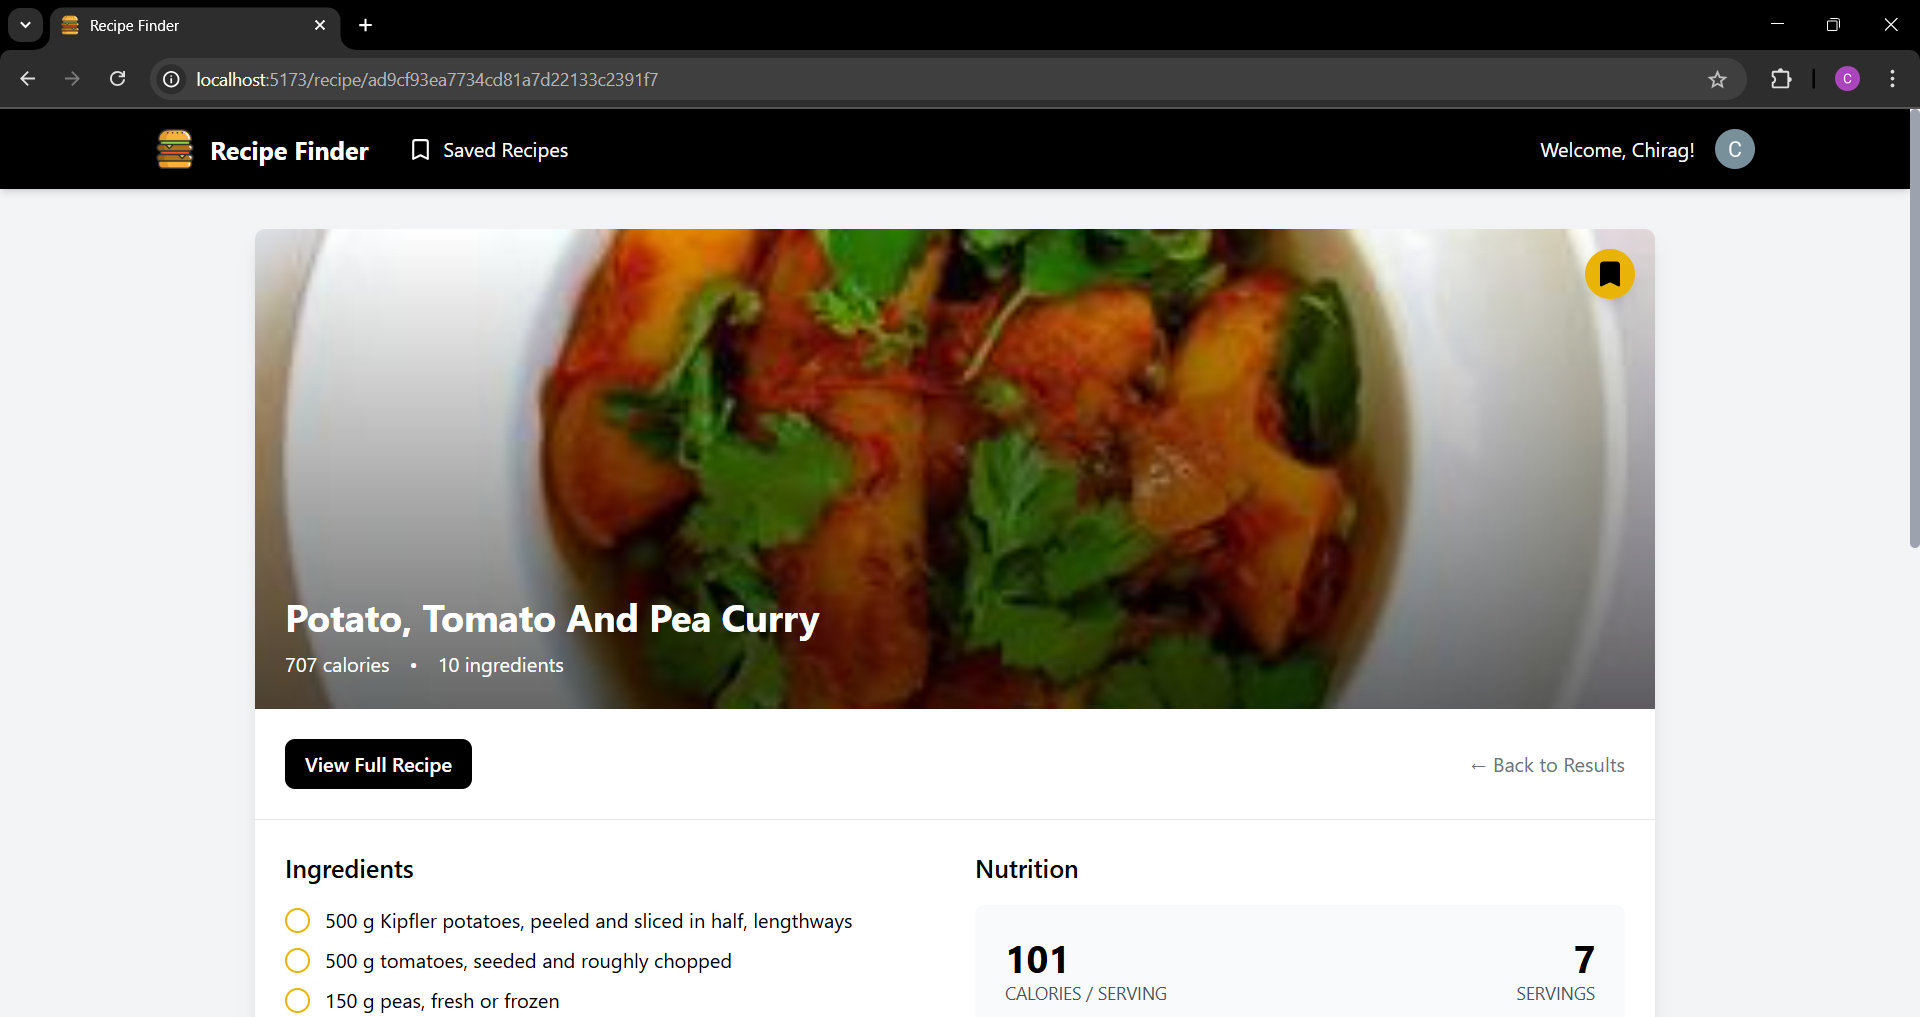 Recipe Finder
localhost:5173/recipe/ad9cf93ea7734cd81a7d22133c2391f7
C
Recipe Finder
Saved Recipes
Welcome, Chirag!
C
Potato, Tomato And Pea Curry
707 calories • 10 ingredients
View Full Recipe
← Back to Results
Ingredients
500 g Kipfler potatoes, peeled and sliced in half, lengthways
500 g tomatoes, seeded and roughly chopped
150 g peas, fresh or frozen
Nutrition
101
CALORIES / SERVING
7
SERVINGS